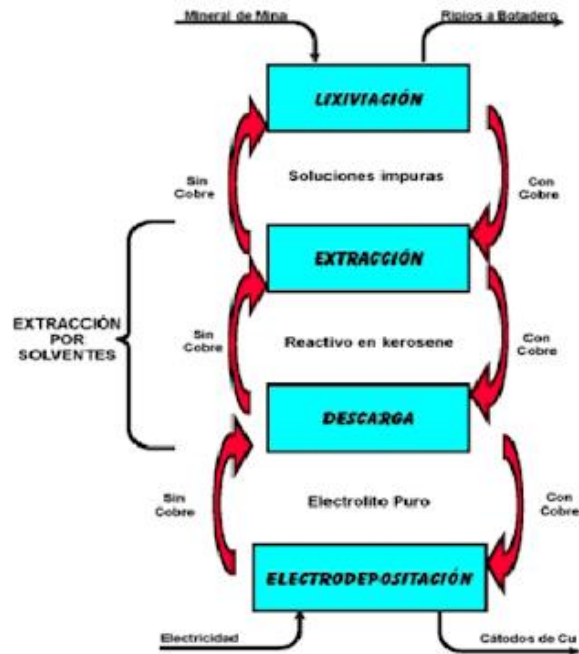 Mineral de Mina
Ripios a Botadero
LIXIVIACIÓN
Sin
Cobre
Soluciones impuras
Con
Cobre
EXTRACCIÓN
EXTRACCIÓN
POR
SOLVENTES
Sin
Cobre
Reactivo en kerosene
Con
Cobre
DESCARGA
Sin
Cobre
Electrolito Puro
Con
Cobre
ELECTRODEPOSITACIÓN
Electricidad
Cátodos de Cu